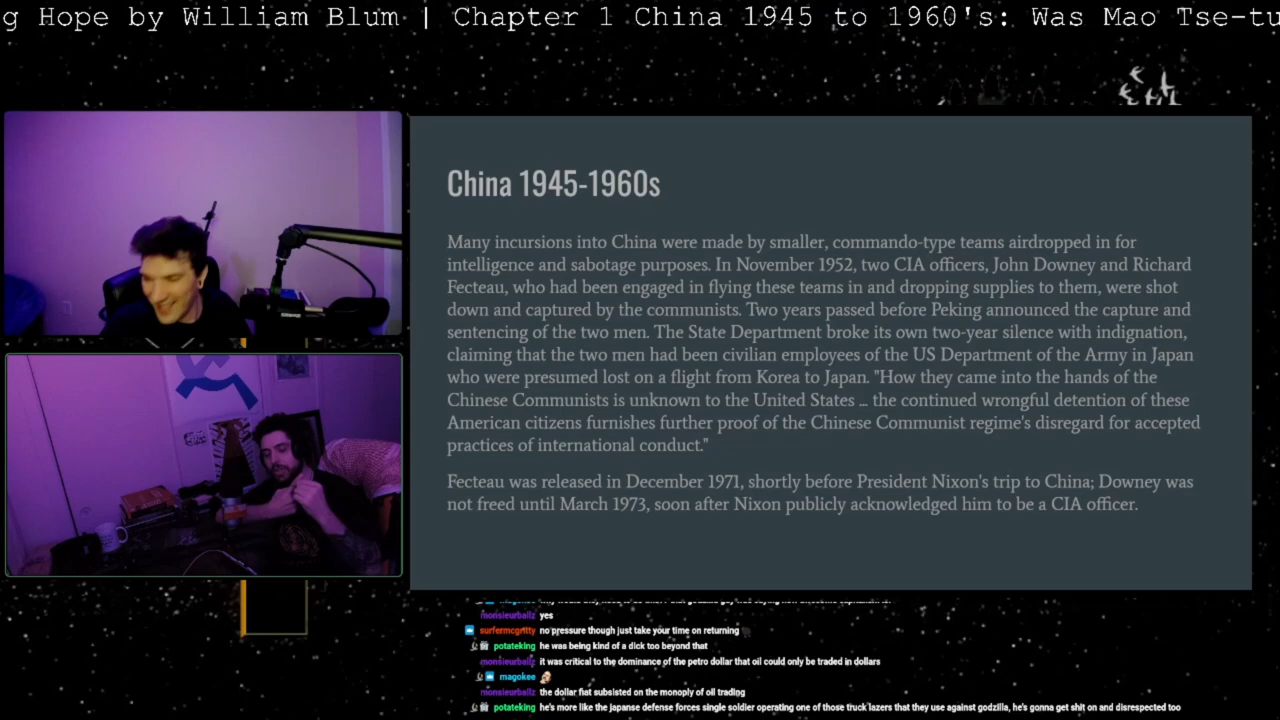 g Hope by William Blum | Chapter 1 China 1945 to 1960's: Was Mao Tse-tu
China 1945-1960s
Many incursions into China were made by smaller, commando-type teams airdropped in for
intelligence and sabotage purposes. In November 1952, two CIA officers, John Downey and Richard
Fecteau, who had been engaged in flying these teams in and dropping supplies to them, were shot
down and captured by the communists. Two years passed before Peking announced the capture and
sentencing of the two men. The State Department broke its own two-year silence with indignation,
claiming that the two men had been civilian employees of the US Department of the Army in Japan
who were presumed lost on a flight from Korea to Japan. "How they came into the hands of the
Chinese Communists is unknown to the United States ... the continued wrongful detention of these
American citizens furnishes further proof of the Chinese Communist regime's disregard for accepted
practices of international conduct."
Fecteau was released in December 1971, shortly before President Nixon's trip to China; Downey was
not freed until March 1973, soon after Nixon publicly acknowledged him to be a CIA officer.
monsieurballz yes
surfermcgritty no pressure though just take your time on returning
potateking he was being kind of a dick too beyond that
monsieurballz it was critical to the dominance of the petro dollar that oil could only be traded in dollars
magokee
monsieurballz the dollar fiat subsisted on the monoply of oil trading
potateking he's more like the japanse defense forces single soldier operating one of those truck lazers that they use against godzilla, he's gonna get shit on and disrespected too